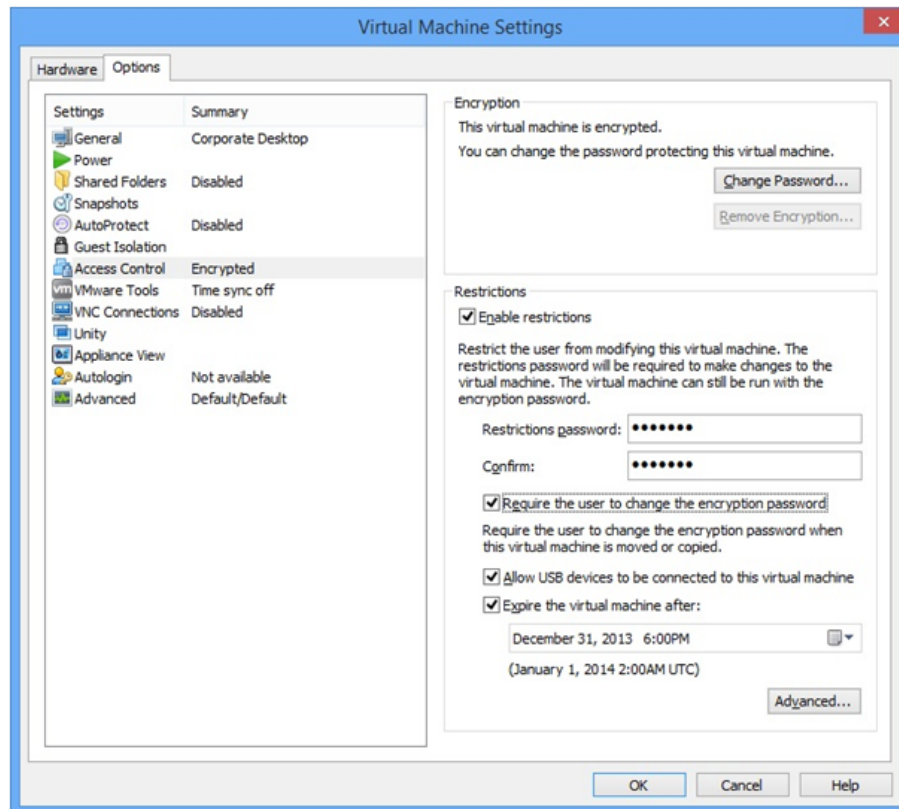 Virtual Machine Settings
Hardware
Options
Settings Summary
General Corporate Desktop
Power
Shared Folders Disabled
Snapshots
AutoProtect Disabled
Guest Isolation
Access Control Encrypted
vm VMware Tools Time sync off
VNC Connections Disabled
Unity
Appliance View
Autologin Not available
Advanced Default/Default
Encryption
This virtual machine is encrypted.
You can change the password protecting this virtual machine.
Change Password...
Remove Encryption...
Restrictions
Enable restrictions
Restrict the user from modifying this virtual machine. The
restrictions password will be required to make changes to the
virtual machine. The virtual machine can still be run with the
encryption password.
Restrictions password: •••••••
Confirm: •••••••
Require the user to change the encryption password
Require the user to change the encryption password when
this virtual machine is moved or copied.
Allow USB devices to be connected to this virtual machine
Expire the virtual machine after:
December 31, 2013 6:00PM
(January 1, 2014 2:00AM UTC)
Advanced...
OK Cancel Help